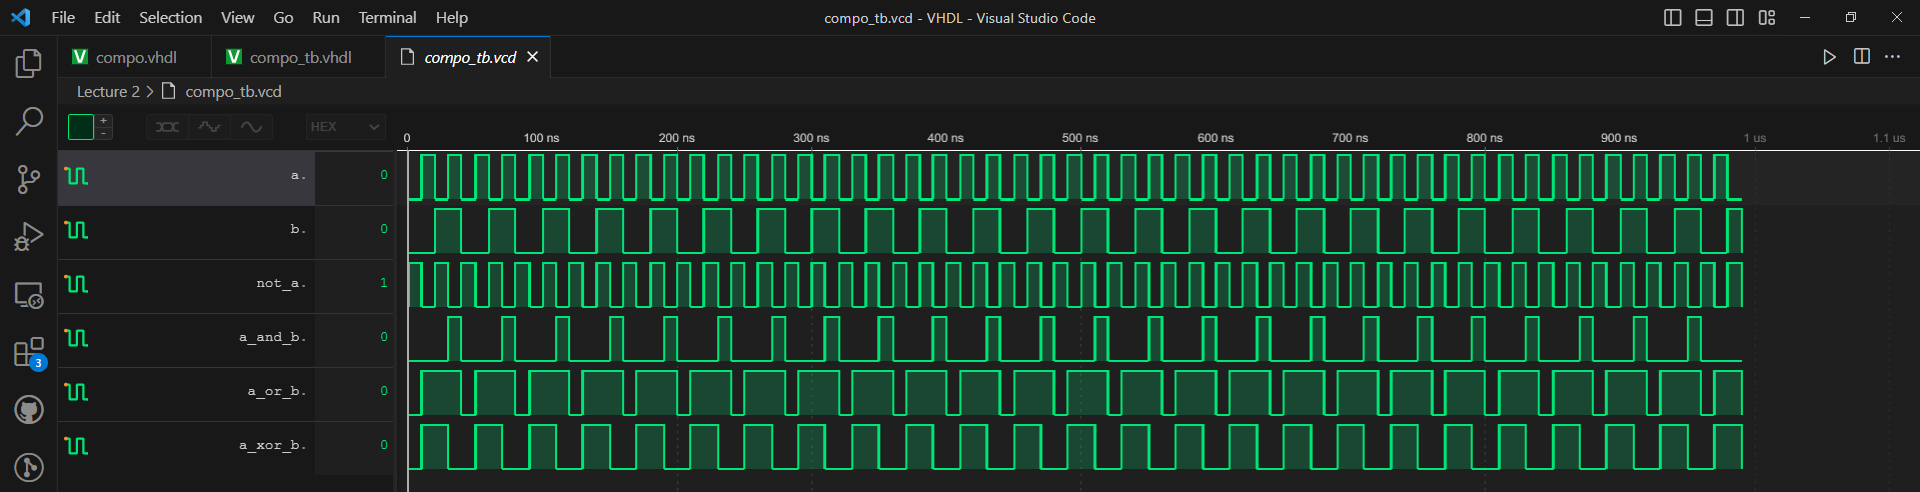 File Edit Selection View Go Run Terminal Help
compo_tb.vcd - VHDL - Visual Studio Code
V compo.vhdl V compo_tb.vhdl compo_tb.vcd
Lecture 2 > compo_tb.vcd
+ - HEX
0 100 ns 200 ns 300 ns 400 ns 500 ns 600 ns 700 ns 800 ns 900 ns 1 us 1.1 us
a. 0
b. 0
not_a. 1
a_and_b. 0
3
a_or_b. 0
a_xor_b. 0